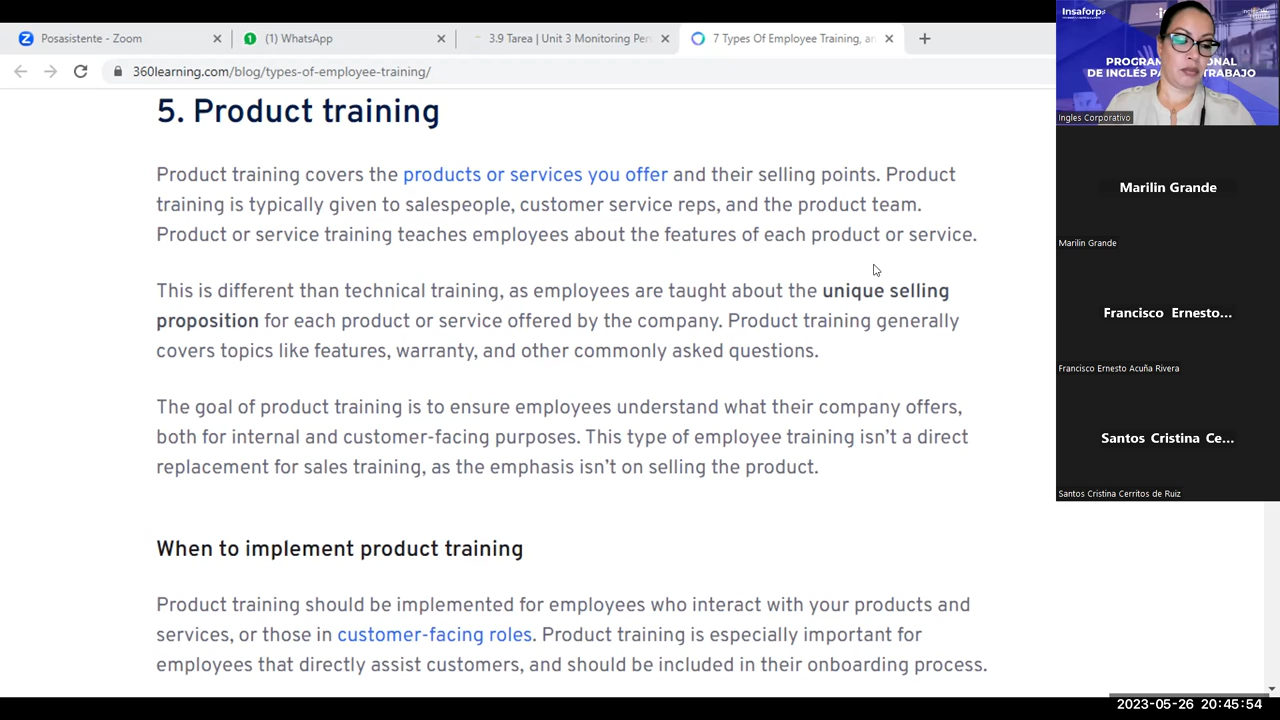 Posasistente - Zoom
(1) WhatsApp
3.9 Tarea | Unit 3 Monitoring Per
7 Types Of Employee Training, an
360learning.com/blog/types-of-employee-training/
5. Product training
Product training covers the products or services you offer and their selling points. Product
training is typically given to salespeople, customer service reps, and the product team.
Product or service training teaches employees about the features of each product or service.
This is different than technical training, as employees are taught about the unique selling
proposition for each product or service offered by the company. Product training generally
covers topics like features, warranty, and other commonly asked questions.
The goal of product training is to ensure employees understand what their company offers,
both for internal and customer-facing purposes. This type of employee training isn't a direct
replacement for sales training, as the emphasis isn't on selling the product.
When to implement product training
Product training should be implemented for employees who interact with your products and
services, or those in customer-facing roles. Product training is especially important for
employees that directly assist customers, and should be included in their onboarding process.
Insaforp
PROGRAM ONAL
DE INGLÉS PA TRABAJO
Ingles Corporativo
Marilin Grande
Marilin Grande
Francisco Ernesto...
Francisco Ernesto Acuña Rivera
Santos Cristina Ce...
Santos Cristina Cerritos de Ruiz
2023-05-26 20:45:54